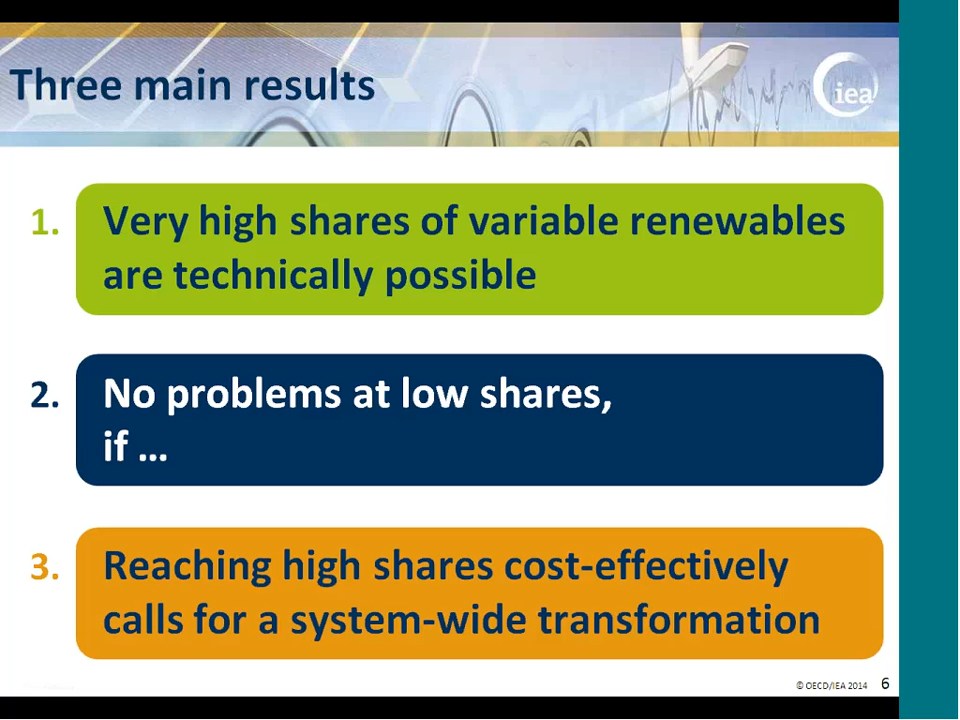 Three main results
iea
1. Very high shares of variable renewables
are technically possible
2. No problems at low shares,
if ...
3. Reaching high shares cost-effectively
calls for a system-wide transformation
© OECD/IEA 2014 6